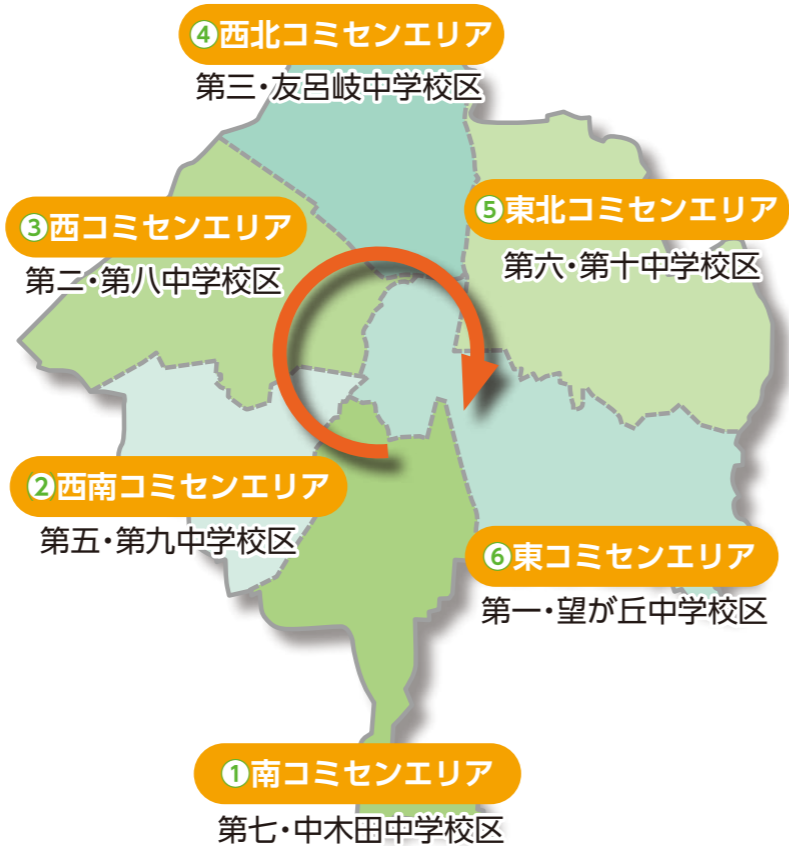 ④西北コミセンエリア
第三・友呂岐中学校区
③西コミセンエリア
第二・第八中学校区
⑤東北コミセンエリア
第六・第十中学校区
②西南コミセンエリア
第五・第九中学校区
⑥東コミセンエリア
第一・望が丘中学校区
①南コミセンエリア
第七・中木田中学校区